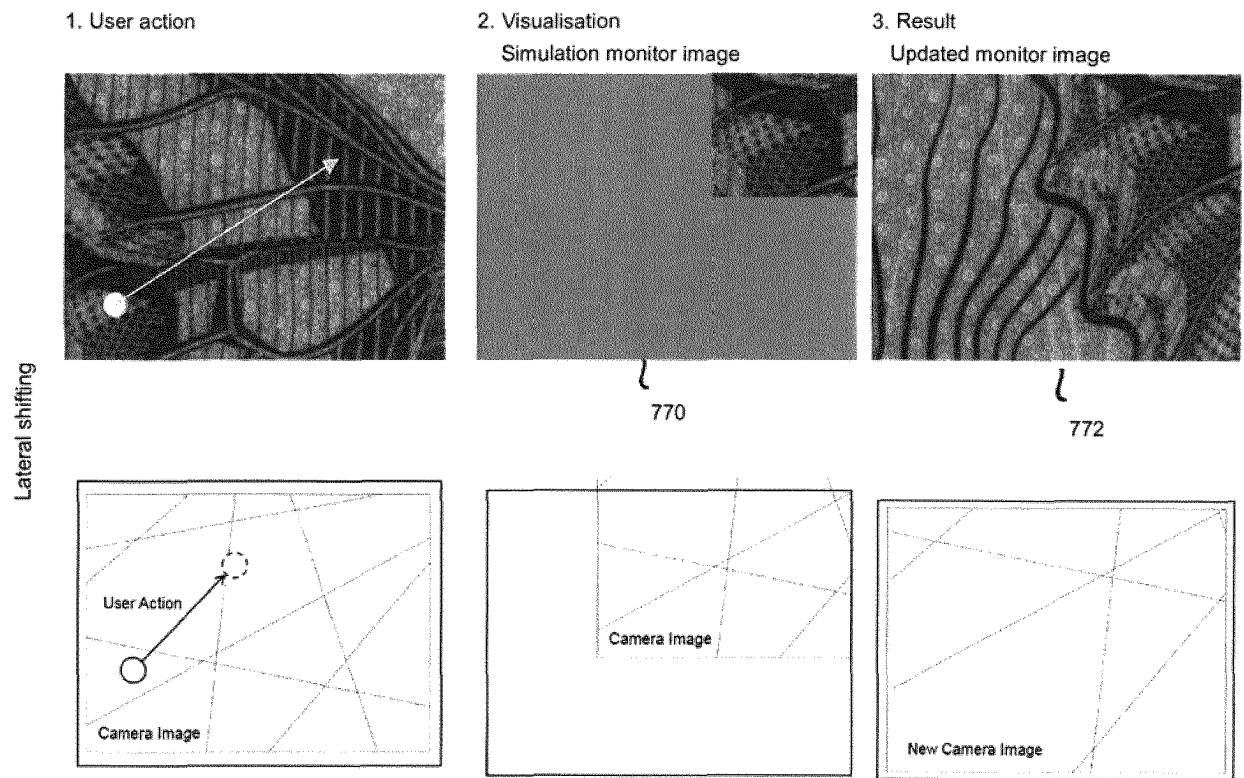 1. User action
2. Visualisation
Simulation monitor image
3. Result
Updated monitor image
770
772
Lateral shifting
User Action
Camera Image
Camera Image
New Camera Image